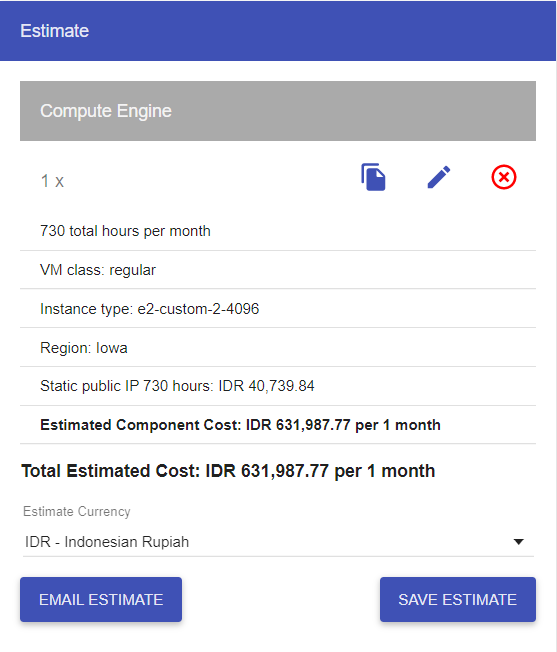 Estimate
Compute Engine
1 x
730 total hours per month
VM class: regular
Instance type: e2-custom-2-4096
Region: Iowa
Static public IP 730 hours: IDR 40,739.84
Estimated Component Cost: IDR 631,987.77 per 1 month
Total Estimated Cost: IDR 631,987.77 per 1 month
Estimate Currency
IDR - Indonesian Rupiah
EMAIL ESTIMATE SAVE ESTIMATE